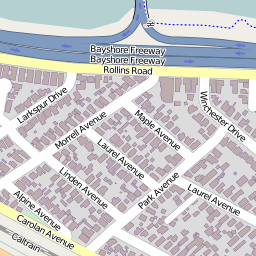 Bayshore Freeway
Bayshore Freeway
Rollins Road
Larkspur Drive
Winchester Drive
Morrell Avenue
Maple Avenue
Laurel Avenue
Linden Avenue
Park Avenue
Laurel Avenue
Alpine Avenue
Carolan Avenue
Caltrain